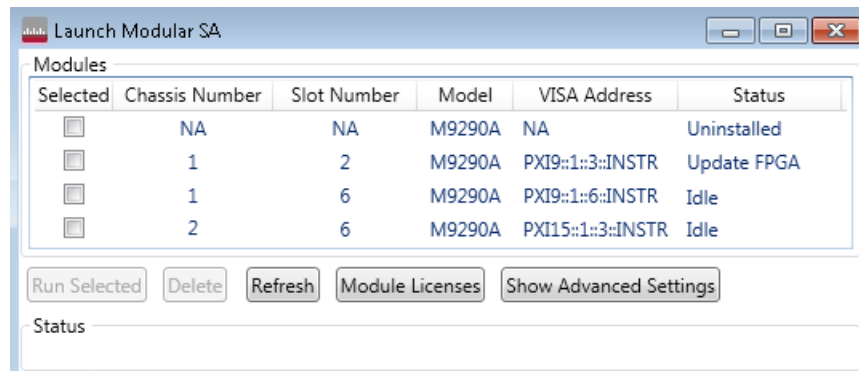 Launch Modular SA
Modules
Selected Chassis Number Slot Number Model VISA Address Status
NA NA M9290A NA Uninstalled
1 2 M9290A PXI9::1::3::INSTR Update FPGA
1 6 M9290A PXI9::1::6::INSTR Idle
2 6 M9290A PXI15::1::3::INSTR Idle
Run Selected Delete Refresh Module Licenses Show Advanced Settings
Status